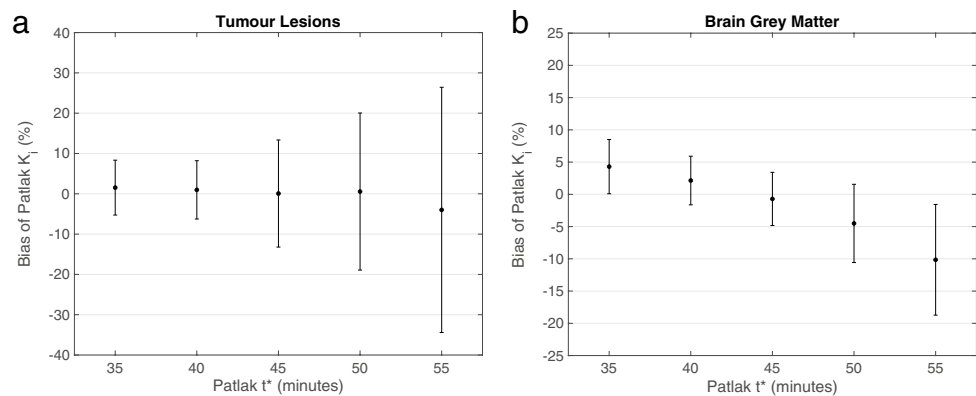 a
Tumour Lesions
40
30
20
10
0
-10
-20
-30
-40
Bias of Patlak Ki (%)
35 40 45 50 55
Patlak t* (minutes)
b
Brain Grey Matter
25
20
15
10
5
0
-5
-10
-15
-20
-25
Bias of Patlak Ki (%)
35 40 45 50 55
Patlak t* (minutes)